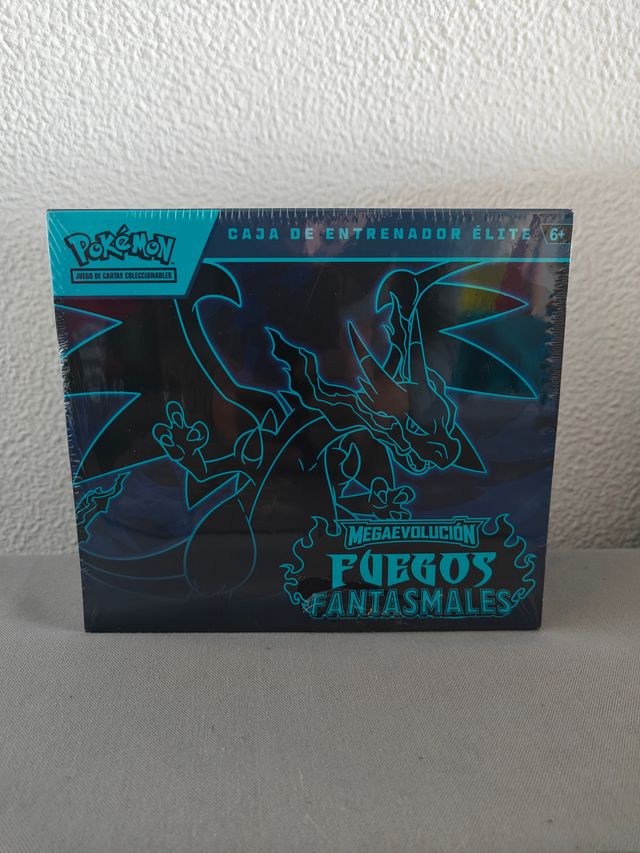 POKÉMON
JUEGO DE CARTAS COLECCIONABLES
CAJA DE ENTRENADOR ÉLITE 6+
MEGAEVOLUCIÓN
FUEGOS
FANTASMALES